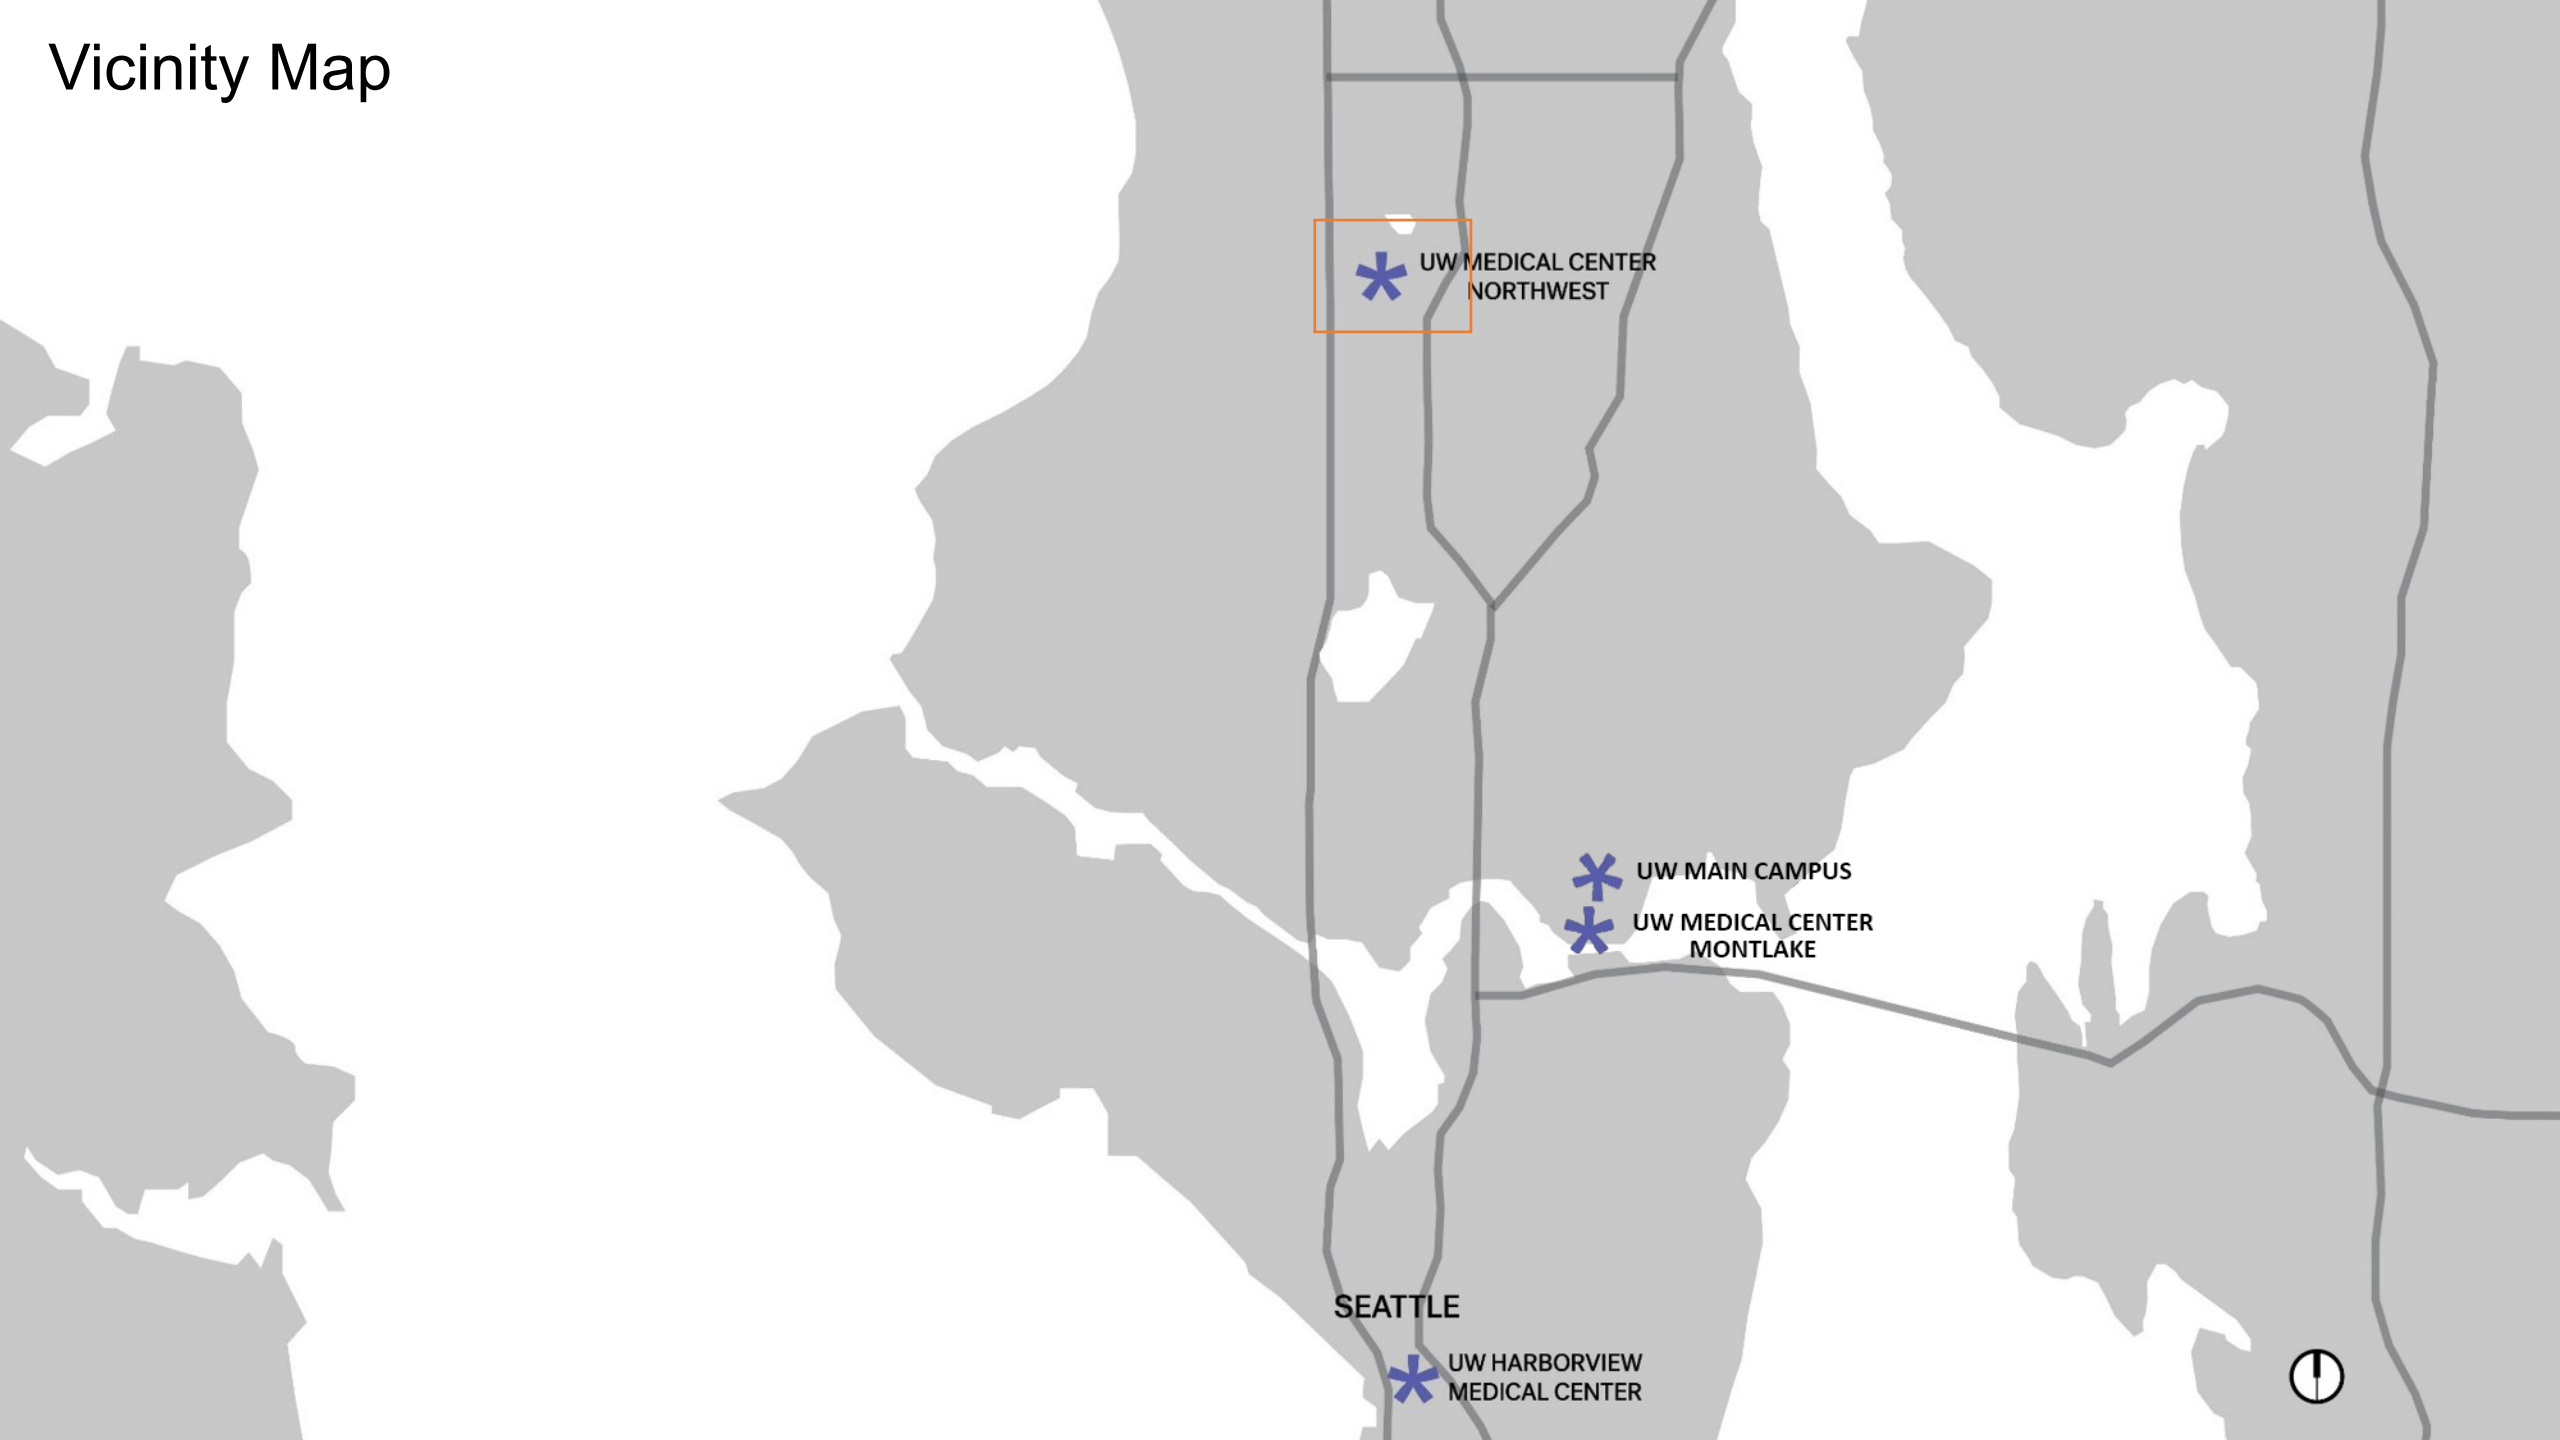 Vicinity Map
UW MEDICAL CENTER
NORTHWEST
UW MAIN CAMPUS
UW MEDICAL CENTER
MONTLAKE
SEATTLE
UW HARBORVIEW
MEDICAL CENTER